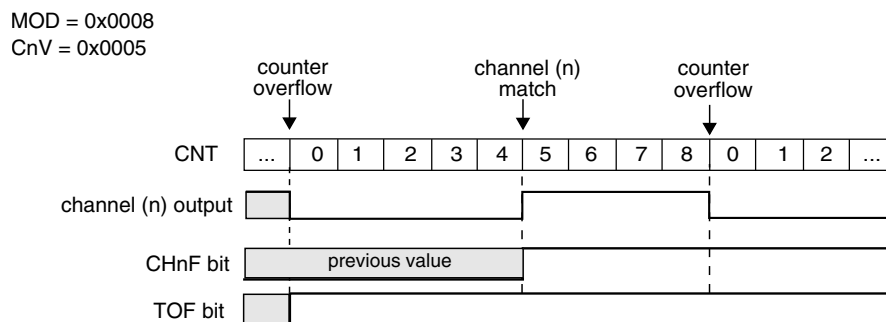 MOD = 0x0008
CnV = 0x0005
counter
overflow
channel (n)
match
counter
overflow
CNT ... 0 1 2 3 4 5 6 7 8 0 1 2 ...
channel (n) output
CHnF bit previous value
TOF bit